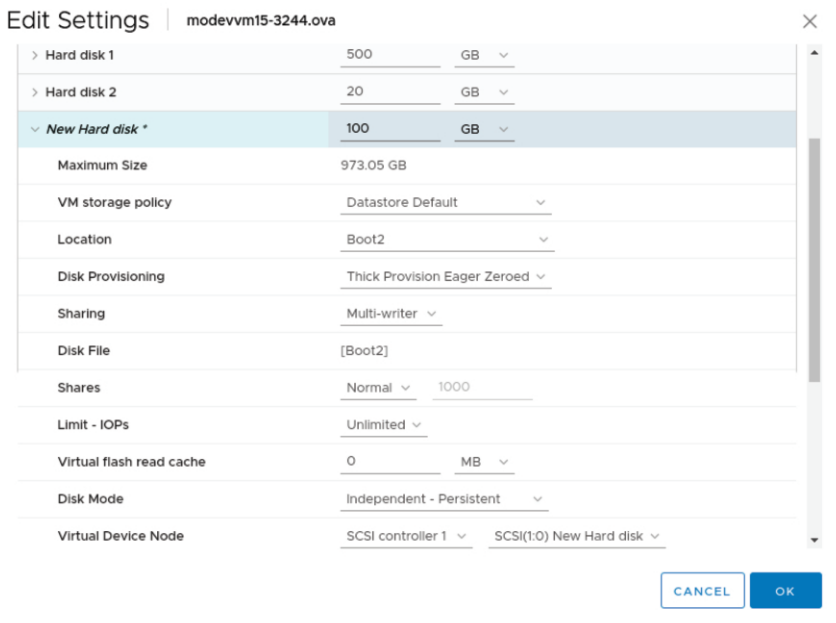 Edit Settings modevvm15-3244.ova
Hard disk 1 500 GB
Hard disk 2 20 GB
New Hard disk * 100 GB
Maximum Size 973.05 GB
VM storage policy Datastore Default
Location Boot2
Disk Provisioning Thick Provision Eager Zeroed
Sharing Multi-writer
Disk File [Boot2]
Shares Normal 1000
Limit - IOPs Unlimited
Virtual flash read cache 0 MB
Disk Mode Independent - Persistent
Virtual Device Node SCSI controller 1 SCSI(1:0) New Hard disk
CANCEL OK